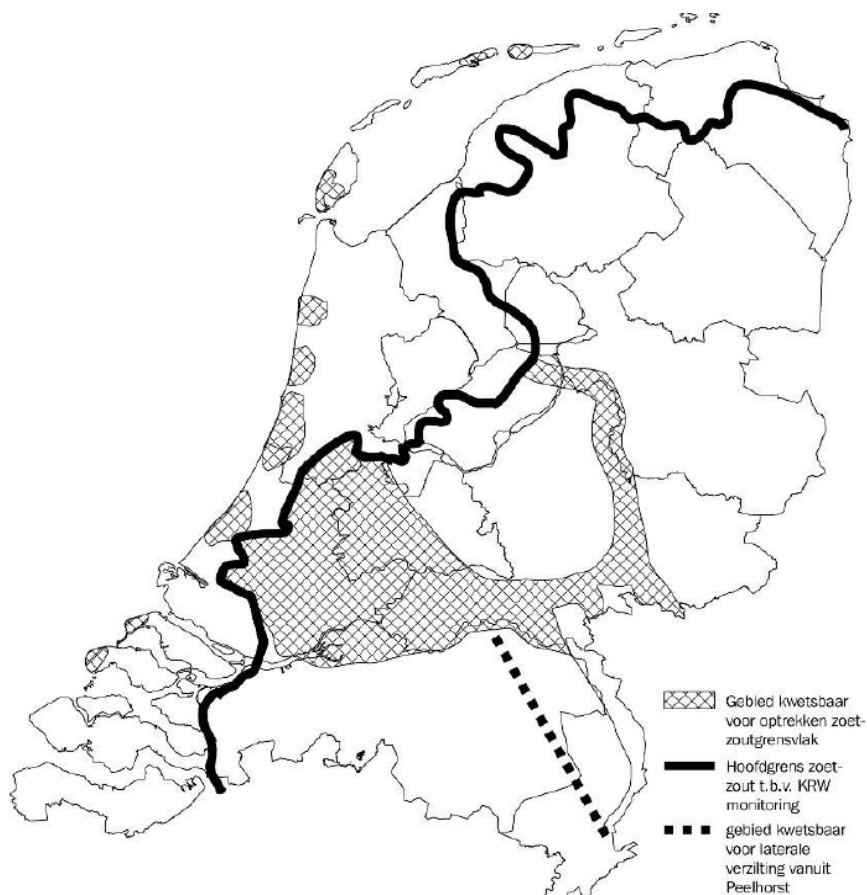 Gebied kwetsbaar
voor optrekken zoet-
zoutgrensvlak
Hoofdgrens zoet-
zout t.b.v. KRW
monitoring
gebied kwetsbaar
voor laterale
verzilting vanuit
Peelhorst